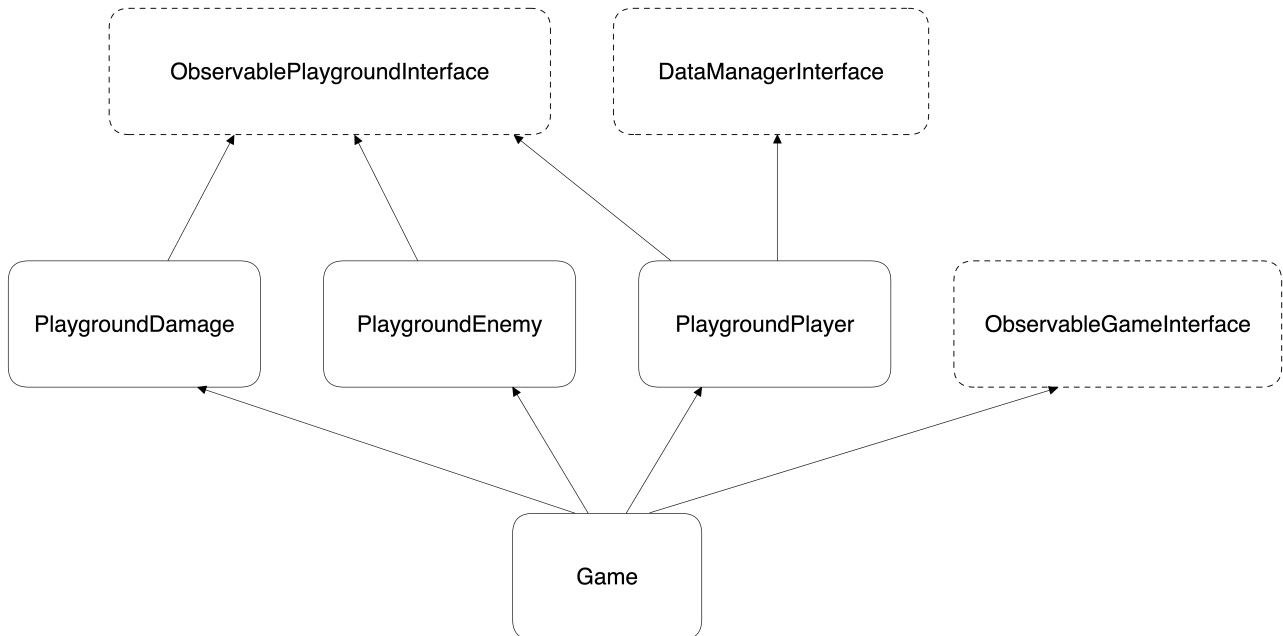 ObservablePlaygroundInterface
DataManagerInterface
PlaygroundDamage
PlaygroundEnemy
PlaygroundPlayer
ObservableGameInterface
Game